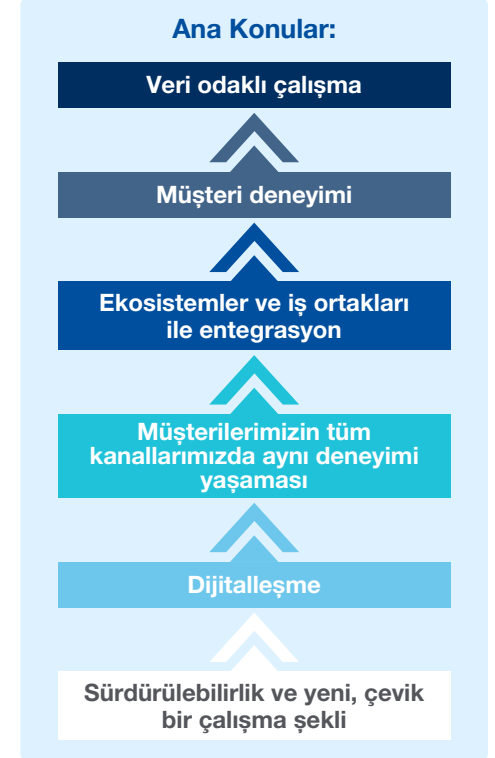 Ana Konular:
Veri odaklı çalışma
Müşteri deneyimi
Ekosistemler ve iş ortakları
ile entegrasyon
Müşterilerimizin tüm
kanallarımızda aynı deneyimi
yaşaması
Dijitalleşme
Sürdürülebilirlik ve yeni, çevik
bir çalışma şekli